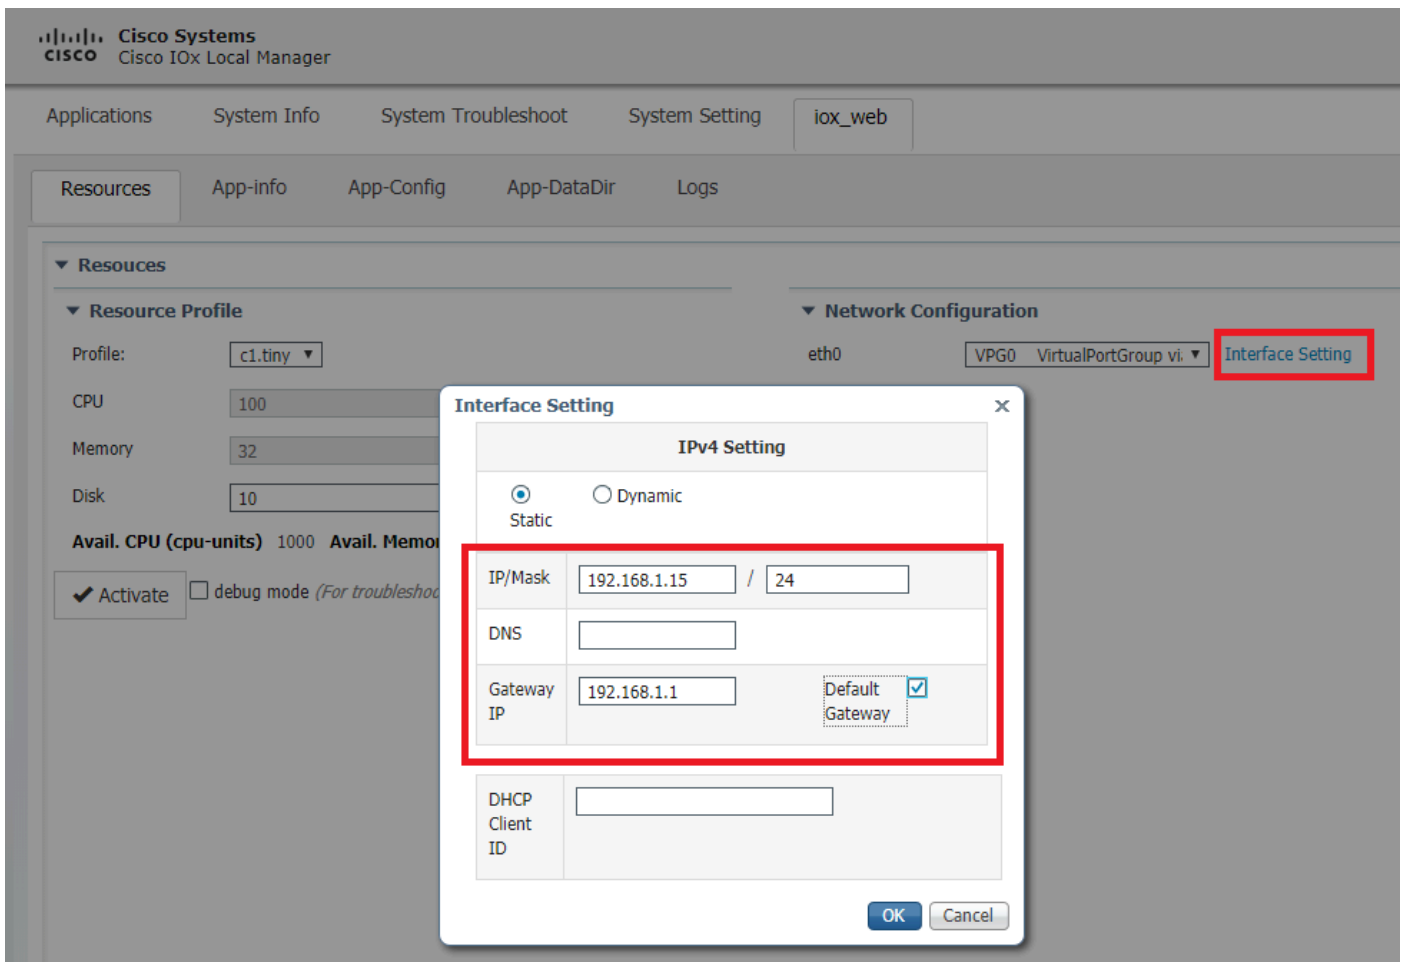 Cisco Systems
CISCO Cisco IOx Local Manager
Applications System Info System Troubleshoot System Setting iox_web
Resources App-info App-Config App-DataDir Logs
Resouces
Resource Profile
Network Configuration
Profile: c1.tiny
eth0 VPG0 VirtualPortGroup Interface Setting
CPU 100
Memory 32
Disk 10
Avail. CPU (cpu-units) 1000 Avail.
Activate debug mode (For
Interface Setting x
IPv4 Setting
Static Dynamic
IP/Mask 192.168.1.15 / 24
DNS
Gateway IP 192.168.1.1 Default Gateway
DHCP
Client
ID
OK Cancel